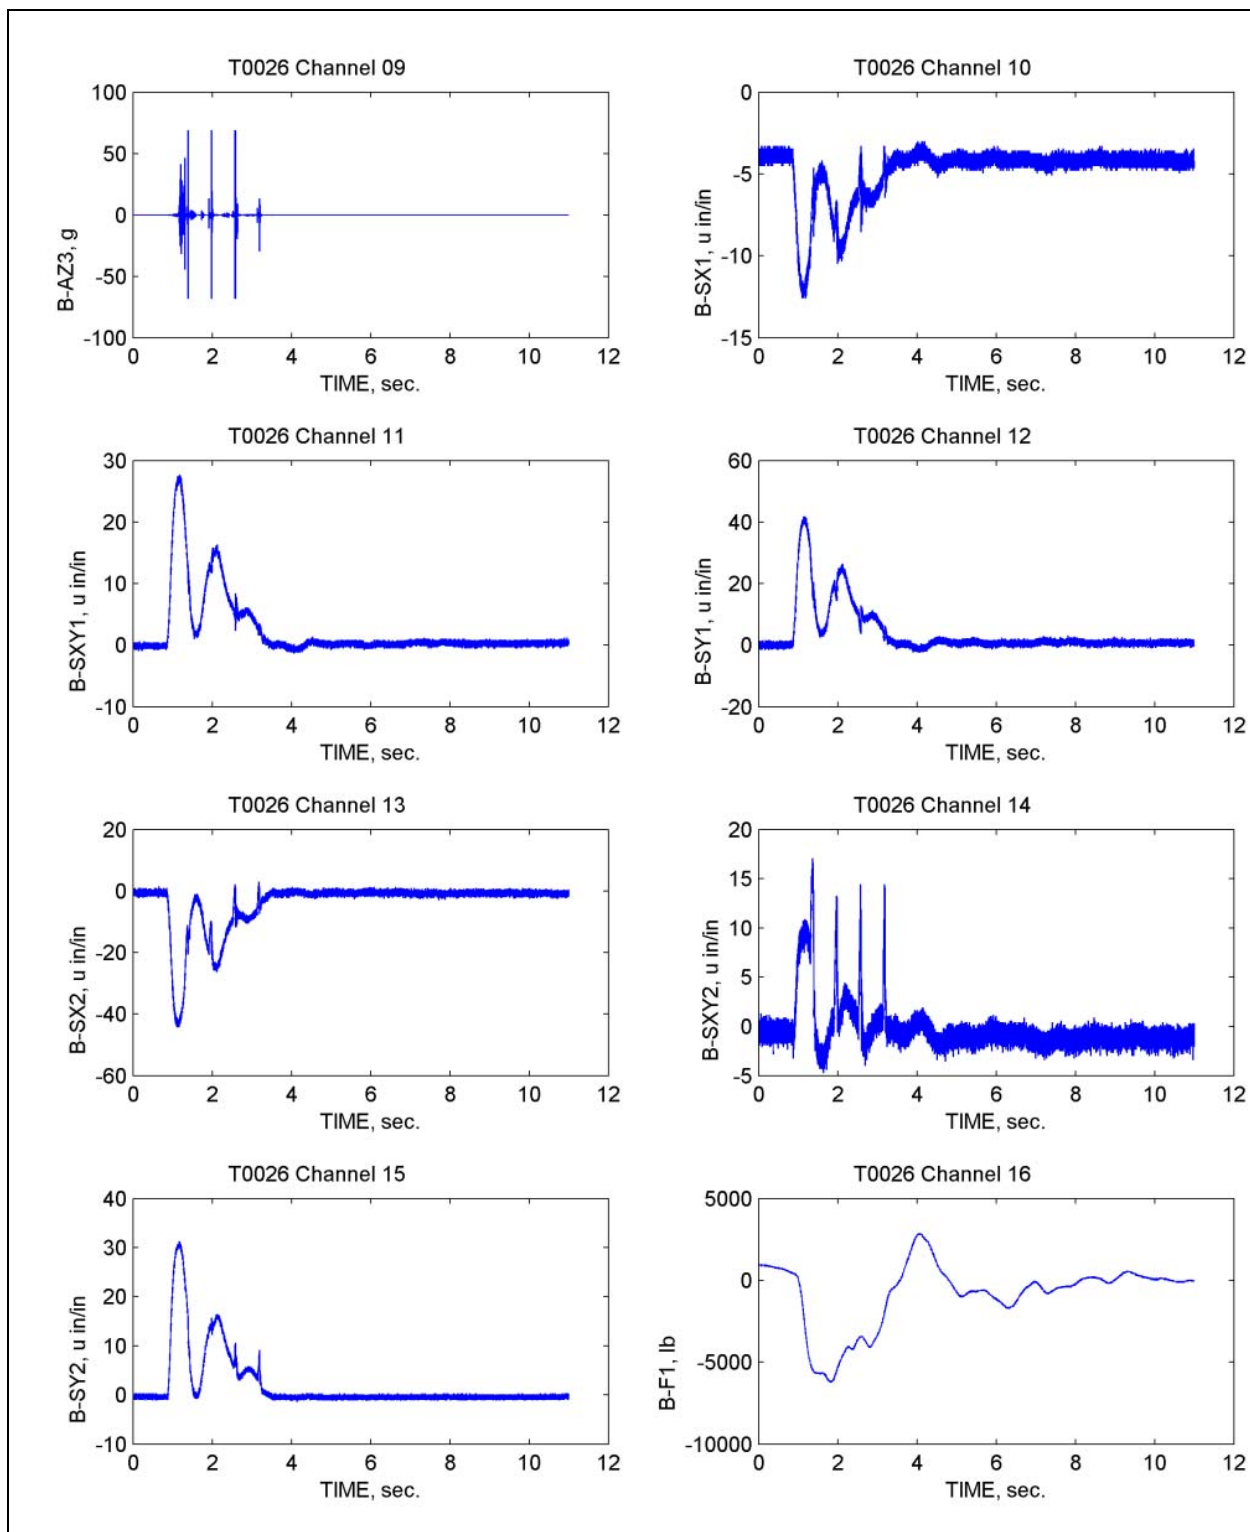 T0026 Channel 09
100
50
0
-50
-100
B-AZ3, g
0 2 4 6 8 10 12
TIME, sec.
T0026 Channel 10
0
-5
-10
-15
B-SX1, u in/in
0 2 4 6 8 10 12
TIME, sec.
T0026 Channel 11
30
20
10
0
-10
B-SXY1, u in/in
0 2 4 6 8 10 12
TIME, sec.
T0026 Channel 12
60
40
20
0
-20
B-SY1, u in/in
0 2 4 6 8 10 12
TIME, sec.
T0026 Channel 13
20
0
-20
-40
-60
B-SX2, u in/in
0 2 4 6 8 10 12
TIME, sec.
T0026 Channel 14
20
15
10
5
0
-5
B-SXY2, u in/in
0 2 4 6 8 10 12
TIME, sec.
T0026 Channel 15
40
30
20
10
0
-10
B-SY2, u in/in
0 2 4 6 8 10 12
TIME, sec.
T0026 Channel 16
5000
0
-5000
-10000
B-F1, lb
0 2 4 6 8 10 12
TIME, sec.